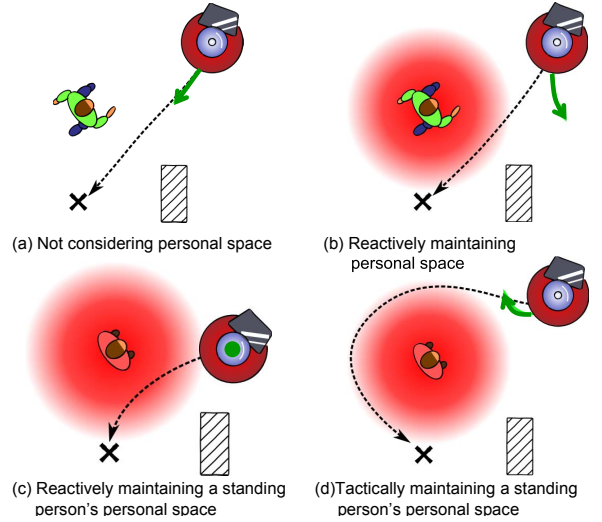 (a) Not considering personal space
(b) Reactively maintaining
personal space
(c) Reactively maintaining a standing
person's personal space
(d)Tactically maintaining a standing
person's personal space